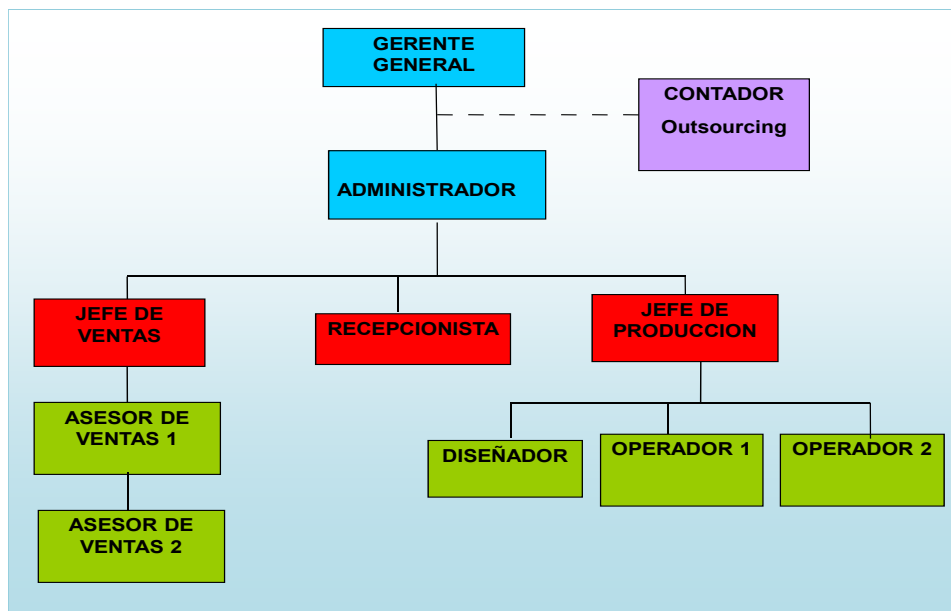 GERENTE
GENERAL
CONTADOR
Outsourcing
ADMINISTRADOR
JEFE DE
VENTAS
RECEPCIONISTA
JEFE DE
PRODUCCION
ASESOR DE
VENTAS 1
DISEÑADOR
OPERADOR 1
OPERADOR 2
ASESOR DE
VENTAS 2